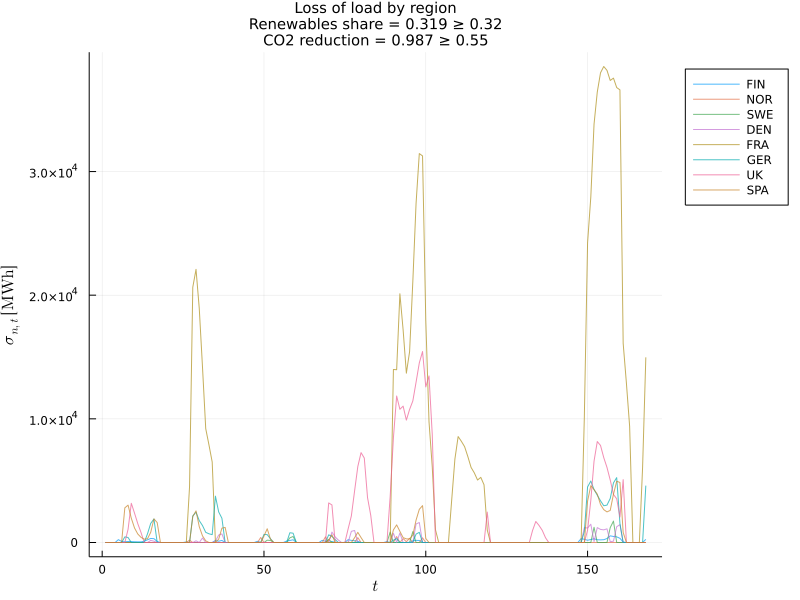 Loss of load by region
Renewables share = 0.319 ≥ 0.32
CO2 reduction = 0.987 ≥ 0.55
FIN
NOR
SWE
DEN
FRA
GER
UK
SPA
σ_{n,t} [MWh]
3.0×10⁴
2.0×10⁴
1.0×10⁴
0
0 50 100 150
t